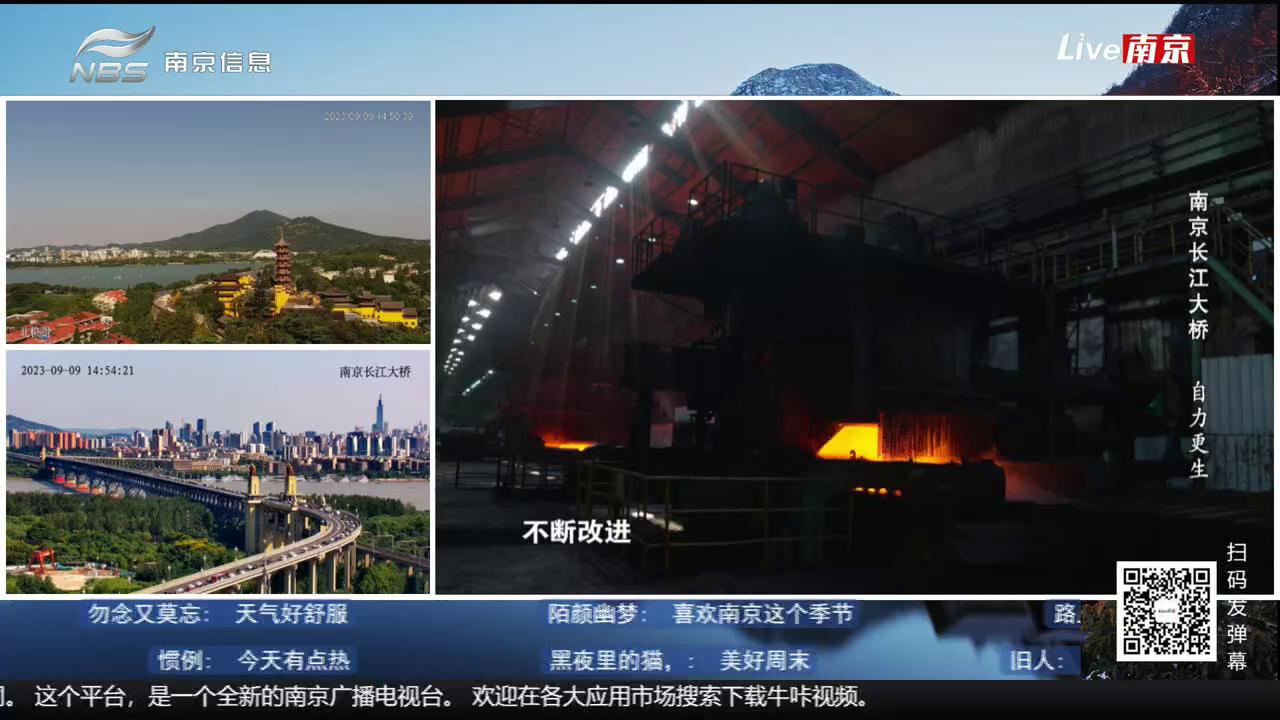 NBS 南京信息
Live南京
2023-09-09 14:50:39
2023-09-09 14:54:21
南京长江大桥
南京长江大桥 自力更生
不断改进
扫码发弹幕
勿念又莫忘: 天气好舒服
陌颜幽梦: 喜欢南京这个季节
路
惯例: 今天有点热
黑夜里的猫，: 美好周末
旧人:
。 这个平台，是一个全新的南京广播电视台。 欢迎在各大应用市场搜索下载牛咔视频。